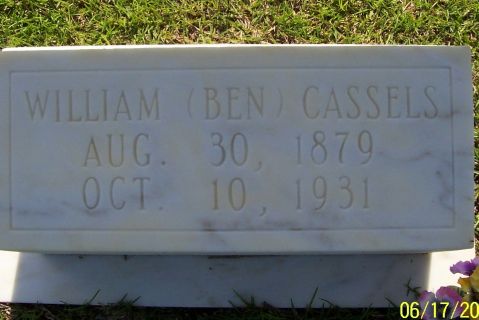 WILLIAM (BEN) CASSELS
AUG. 30, 1879
OCT. 10, 1931
06/17/20